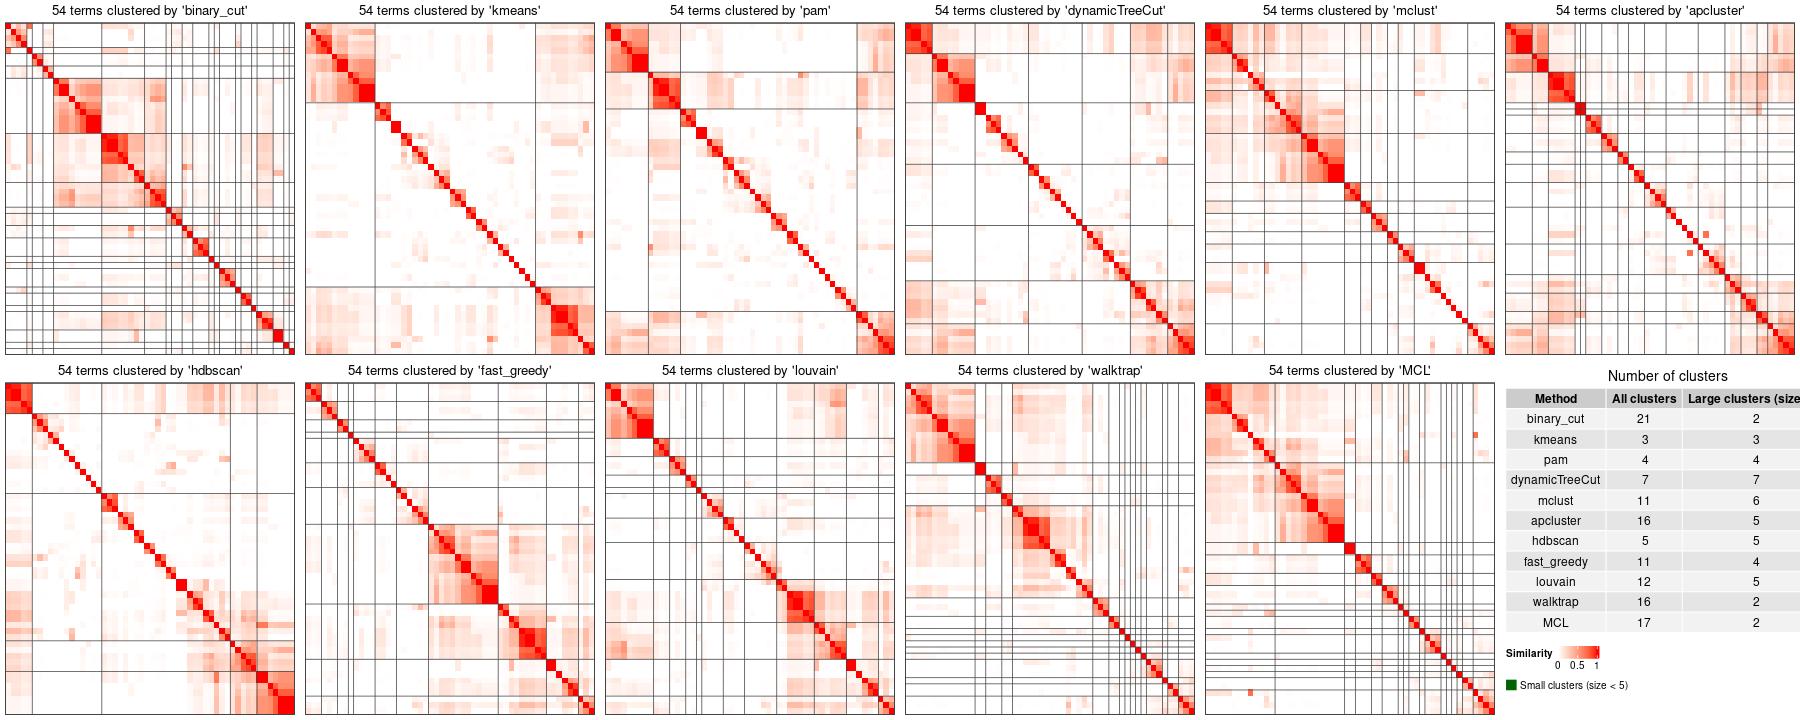 54 terms clustered by 'binary_cut'
54 terms clustered by 'kmeans'
54 terms clustered by 'pam'
54 terms clustered by 'dynamicTreeCut'
54 terms clustered by 'mclust'
54 terms clustered by 'apcluster'
54 terms clustered by 'hdbscan'
54 terms clustered by 'fast_greedy'
54 terms clustered by 'louvain'
54 terms clustered by 'walktrap'
54 terms clustered by 'MCL'
Number of clusters
Method All clusters Large clusters (size
binary_cut 21 2
kmeans 3 3
pam 4 4
dynamicTreeCut 7 7
mclust 11 6
apcluster 16 5
hdbscan 5 5
fast_greedy 11 4
louvain 12 5
walktrap 16 2
MCL 17 2
Similarity
0 0.5 1
Small clusters (size < 5)